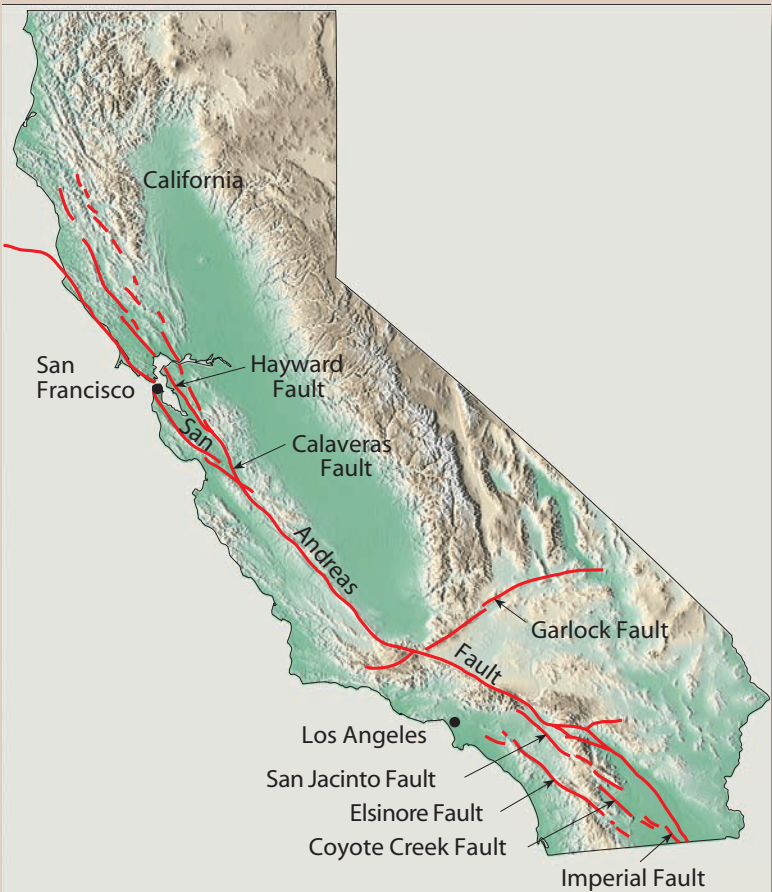 California
San
Francisco
Hayward
Fault
San
Calaveras
Fault
Andreas
Garlock Fault
Fault
Los Angeles
San Jacinto Fault
Elsinore Fault
Coyote Creek Fault
Imperial Fault